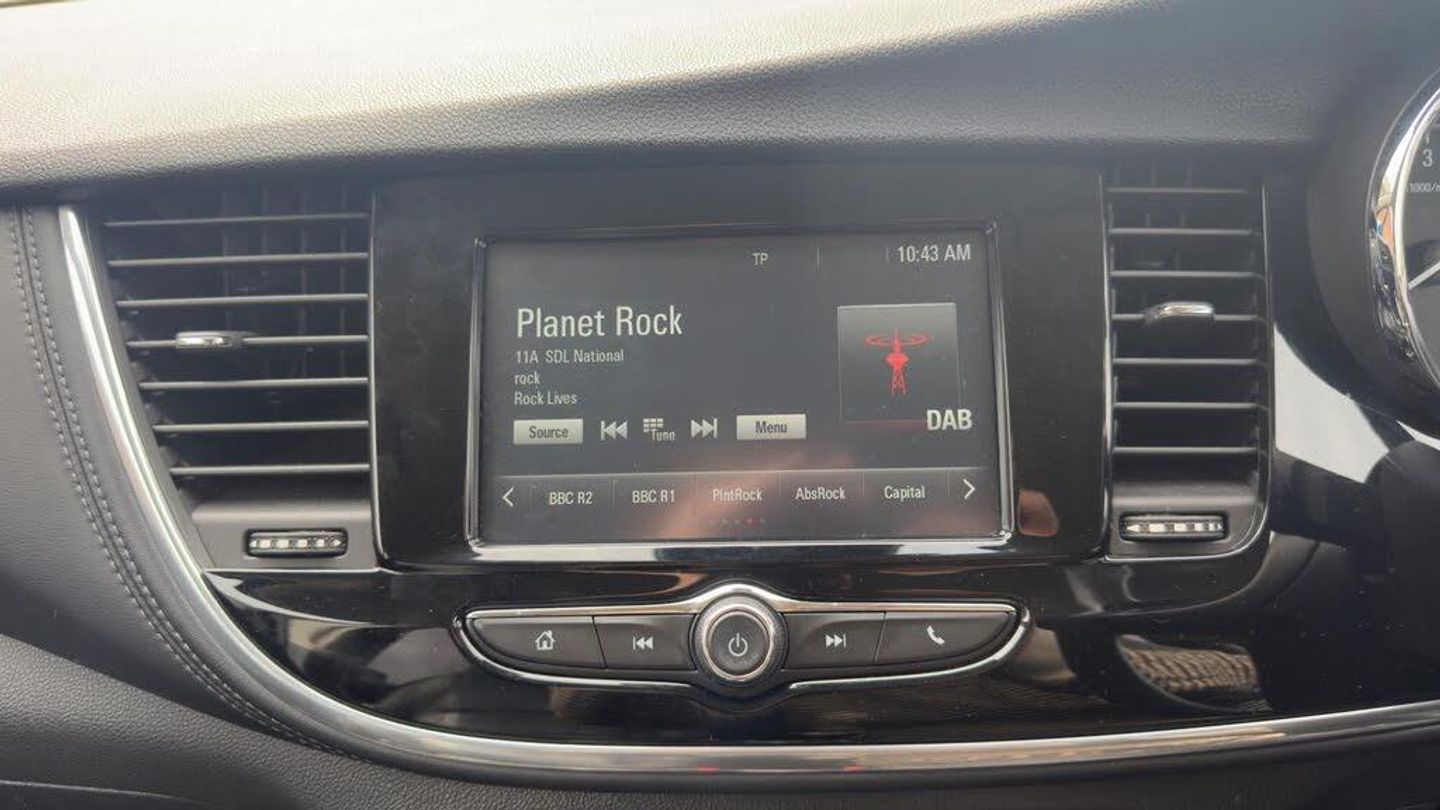 TP 10:43 AM
Planet Rock
11A SDL National
rock
Rock Lives
Source Tune Menu
DAB
BBC R2 BBC R1 PlntRock AbsRock Capital
3